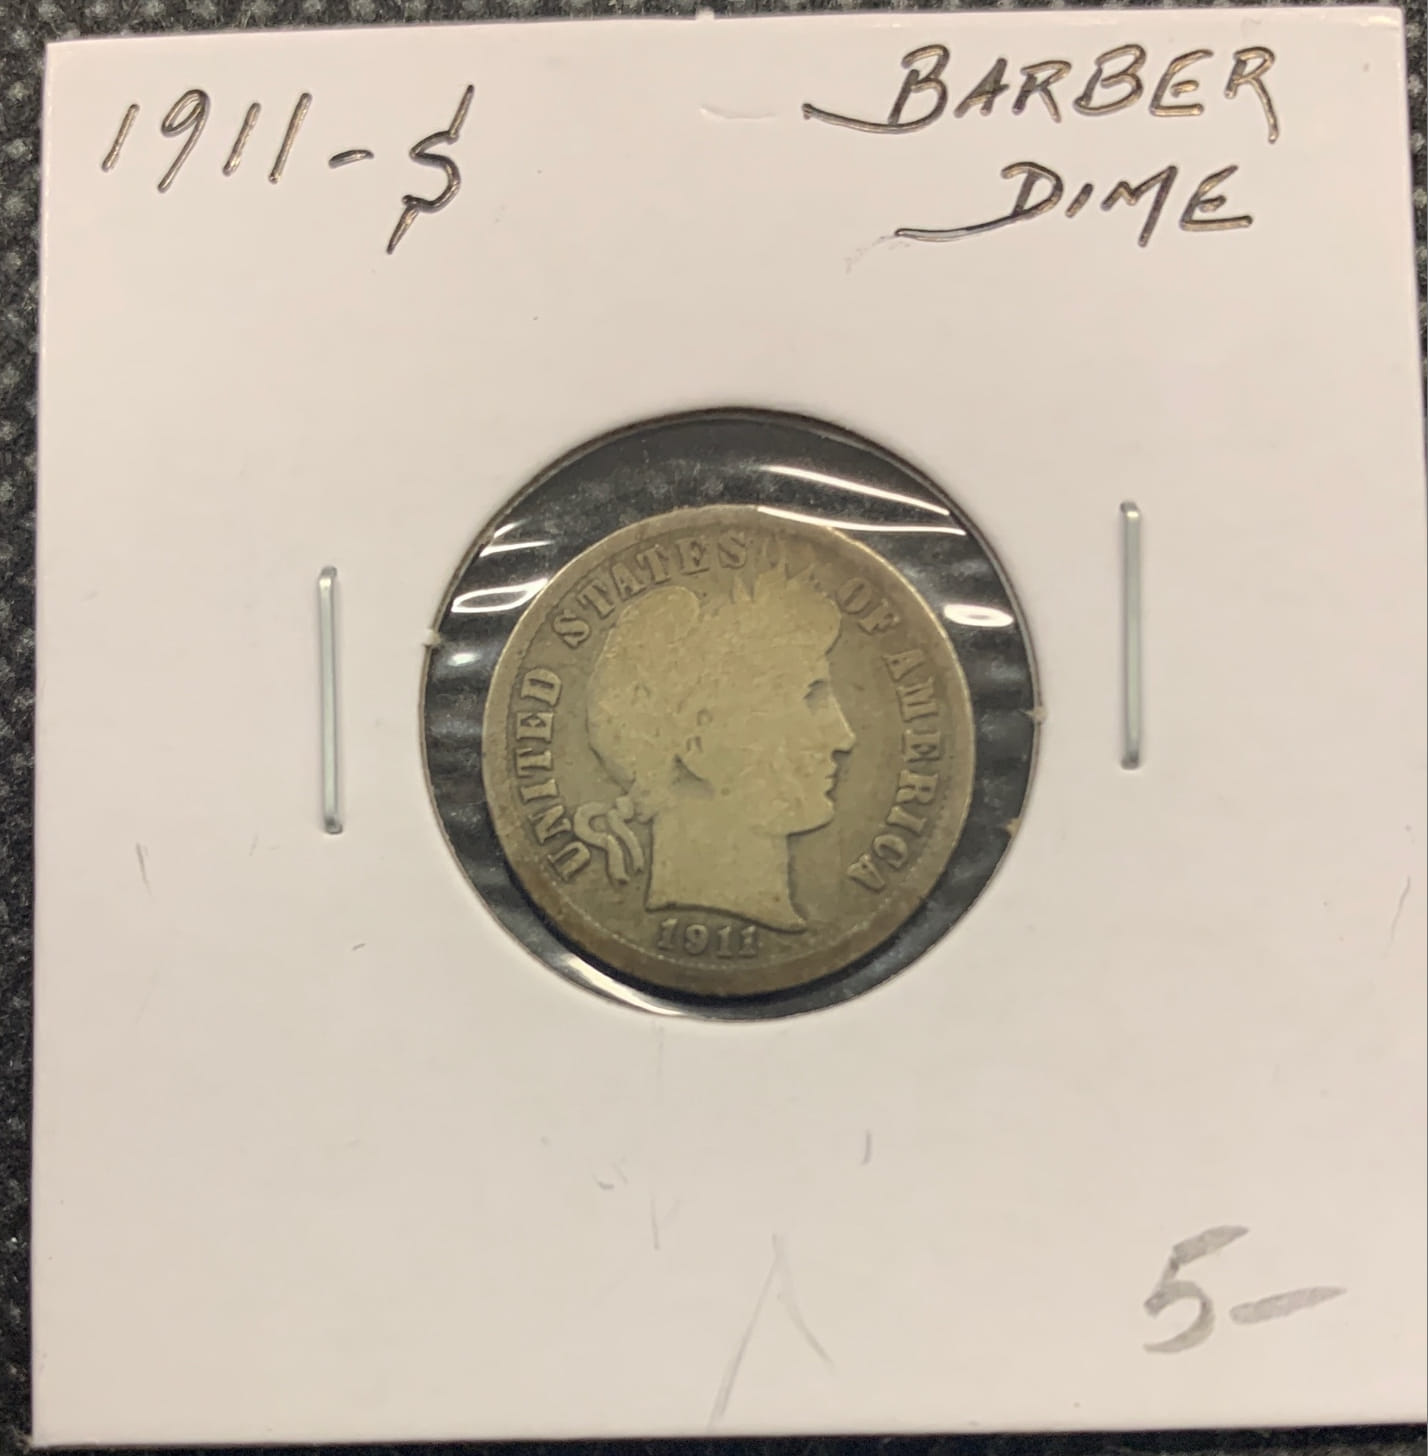 1911-S
BARBER
DIME
UNITED STATES OF AMERICA
1911
5-